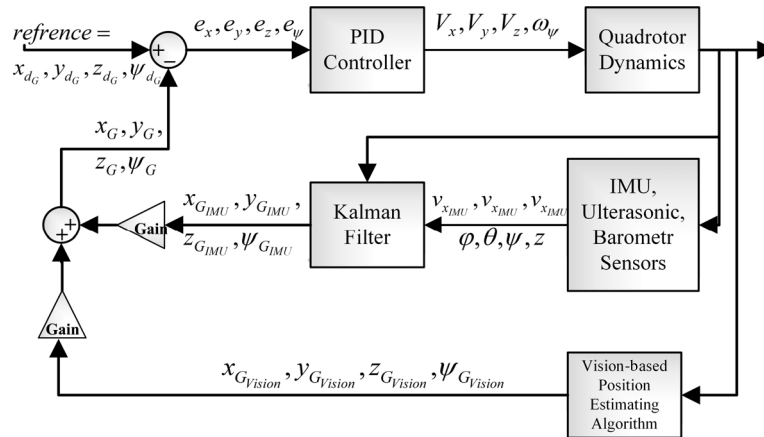 refrence =
x_{d_G}, y_{d_G}, z_{d_G}, ψ_{d_G}
+
−
e_x, e_y, e_z, e_ψ
PID
Controller
V_x, V_y, V_z, ω_ψ
Quadrotor
Dynamics
x_G, y_G,
z_G, ψ_G
+
+
Gain
x_{G_{IMU}}, y_{G_{IMU}},
z_{G_{IMU}}, ψ_{G_{IMU}}
Kalman
Filter
v_{x_{IMU}}, v_{x_{IMU}}, v_{x_{IMU}}
φ, θ, ψ, z
IMU,
Ulterasonic,
Barometr
Sensors
Gain
x_{G_{Vision}}, y_{G_{Vision}}, z_{G_{Vision}}, ψ_{G_{Vision}}
Vision-based
Position
Estimating
Algorithm